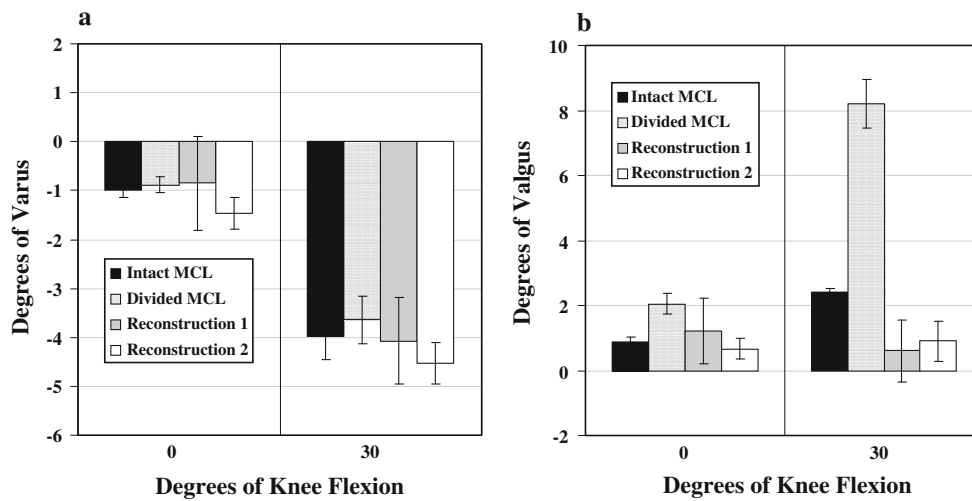 a
2
1
0
-1
-2
-3
-4
-5
-6
Degrees of Varus
Intact MCL
Divided MCL
Reconstruction 1
Reconstruction 2
0
30
Degrees of Knee Flexion
b
10
8
6
4
2
0
-2
Degrees of Valgus
Intact MCL
Divided MCL
Reconstruction 1
Reconstruction 2
0
30
Degrees of Knee Flexion